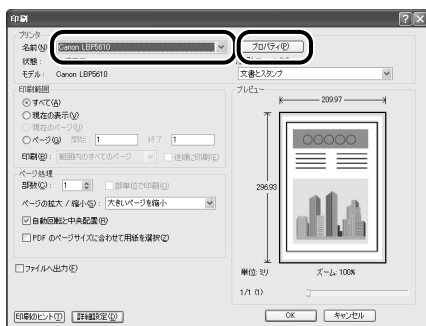 印刷
プリンタ
名前(N): Canon LBP5610
プロパティ(P)
状態:
モデル: Canon LBP5610
文書とスタンプ
印刷範囲
すべて(A)
現在の表示(V)
現在のページ(U)
ページ(G) 開始: 1 終了: 1
印刷(B): 範囲内のすべてのページ 逆順に印刷(E)
ページ処理
部数(C): 1 部単位で印刷(O)
ページの拡大 / 縮小(S): 大きいページを縮小
自動回転と中央配置(R)
PDF のページサイズに合わせて用紙を選択(Z)
ファイルへ出力(F)
プレビュー
209.97
296.93
単位: ミリ ズーム: 100%
1/1 (1)
印刷のヒント(T) 詳細設定(D) OK キャンセル